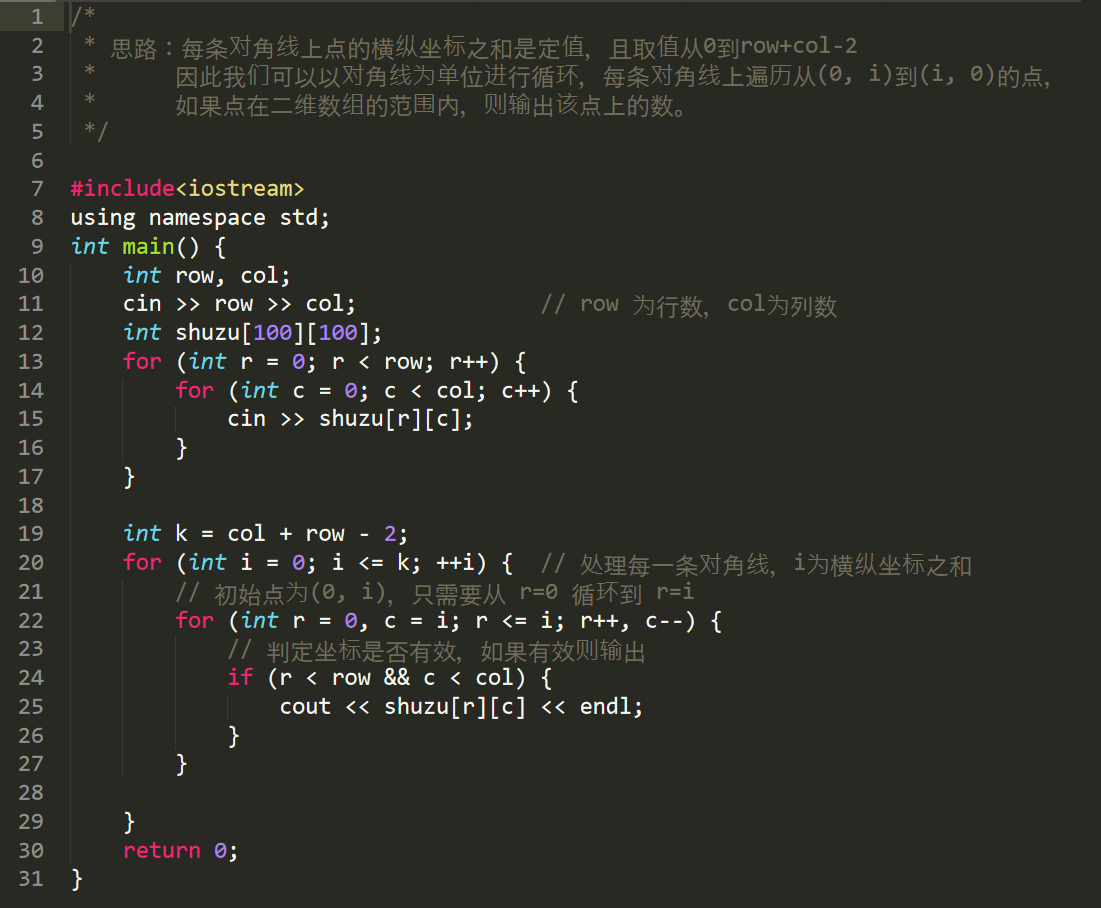 1 /*
2 * 思路：每条对角线上点的横纵坐标之和是定值，且取值从0到row+col-2
3 * 因此我们可以以对角线为单位进行循环，每条对角线上遍历从(0, i)到(i, 0)的点，
4 * 如果点在二维数组的范围内，则输出该点上的数。
5 */
6
7 #include<iostream>
8 using namespace std;
9 int main() {
10 int row, col;
11 cin >> row >> col; // row 为行数，col为列数
12 int shuzu[100][100];
13 for (int r = 0; r < row; r++) {
14 for (int c = 0; c < col; c++) {
15 cin >> shuzu[r][c];
16 }
17 }
18
19 int k = col + row - 2;
20 for (int i = 0; i <= k; ++i) { // 处理每一条对角线，i为横纵坐标之和
21 // 初始点为(0, i)，只需要从 r=0 循环到 r=i
22 for (int r = 0, c = i; r <= i; r++, c--) {
23 // 判定坐标是否有效，如果有效则输出
24 if (r < row && c < col) {
25 cout << shuzu[r][c] << endl;
26 }
27 }
28
29 }
30 return 0;
31 }